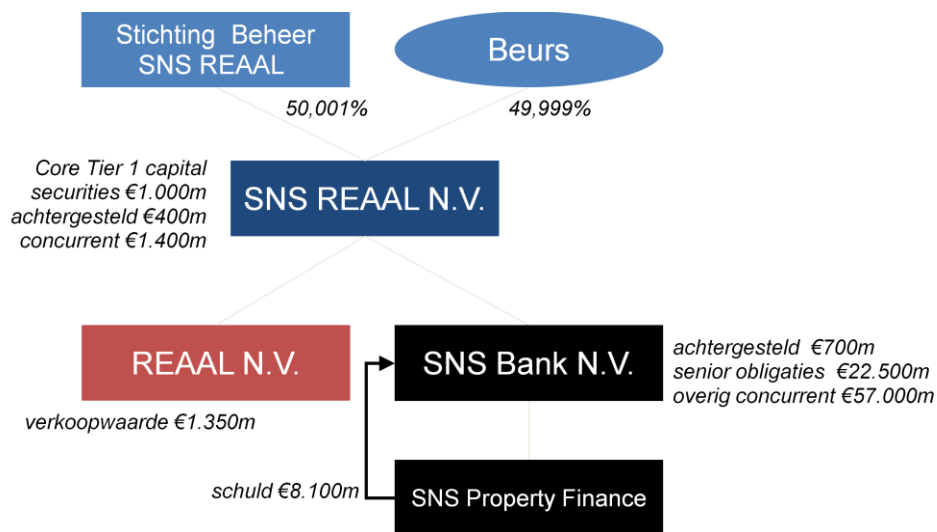 Stichting Beheer
SNS REAAL
Beurs
50,001%
49,999%
Core Tier 1 capital
securities €1.000m
achtergesteld €400m
concurrent €1.400m
SNS REAAL N.V.
REAAL N.V.
SNS Bank N.V.
achtergesteld €700m
senior obligaties €22.500m
overig concurrent €57.000m
verkoopwaarde €1.350m
schuld €8.100m
SNS Property Finance